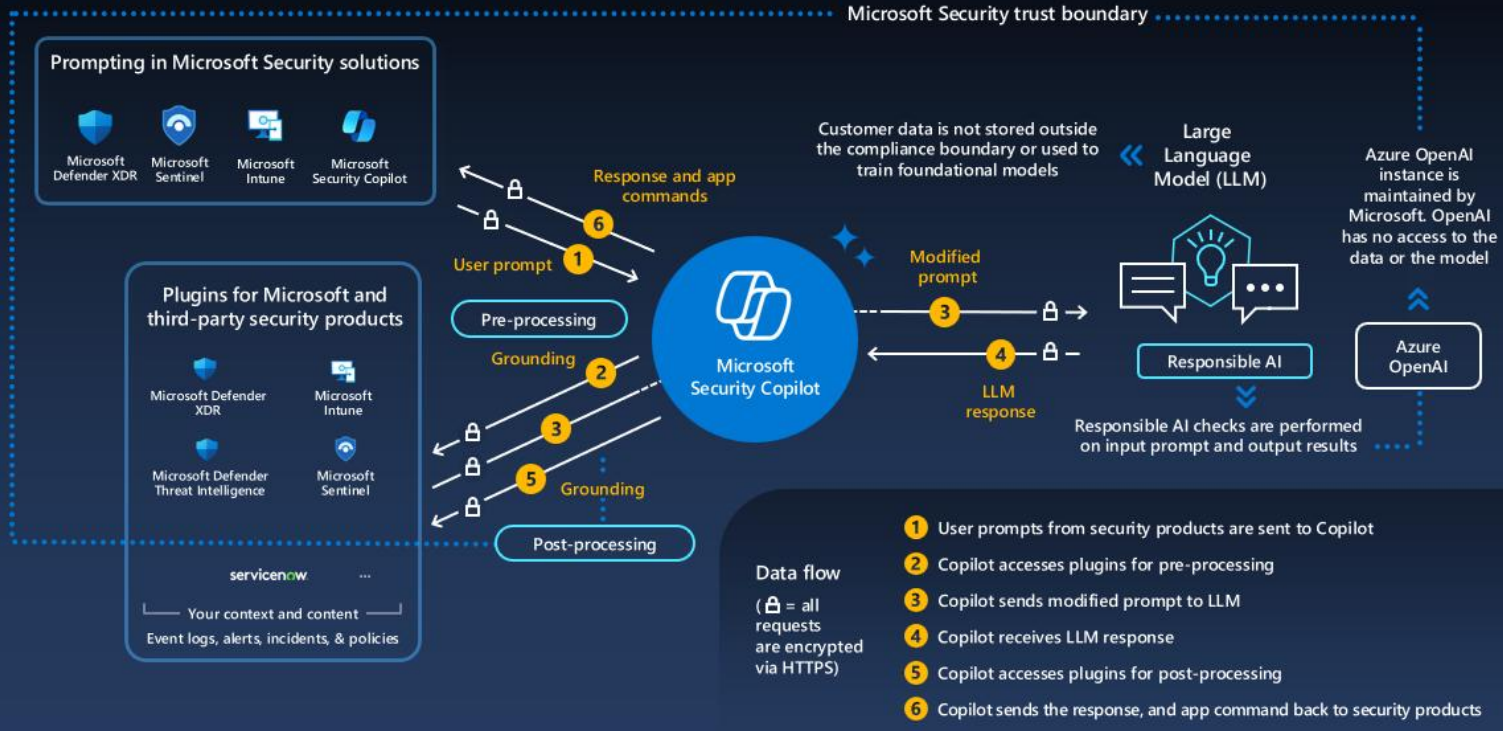 Microsoft Security trust boundary
Prompting in Microsoft Security solutions
Microsoft
Defender XDR
Microsoft
Sentinel
Microsoft
Intune
Microsoft
Security Copilot
Plugins for Microsoft and
third-party security products
Microsoft Defender
XDR
Microsoft
Intune
Microsoft Defender
Threat Intelligence
Microsoft
Sentinel
servicenow
...
Your context and content
Event logs, alerts, incidents, & policies
Response and app
commands
6
User prompt
1
Pre-processing
Grounding
2
3
5
Grounding
Post-processing
Microsoft
Security Copilot
Customer data is not stored outside
the compliance boundary or used to
train foundational models
Modified
prompt
3
4
LLM
response
Large
Language
Model (LLM)
Responsible AI
Responsible AI checks are performed
on input prompt and output results
Azure OpenAI
instance is
maintained by
Microsoft. OpenAI
has no access to the
data or the model
Azure
OpenAI
Data flow
( = all
requests
are encrypted
via HTTPS)
1 User prompts from security products are sent to Copilot
2 Copilot accesses plugins for pre-processing
3 Copilot sends modified prompt to LLM
4 Copilot receives LLM response
5 Copilot accesses plugins for post-processing
6 Copilot sends the response, and app command back to security products